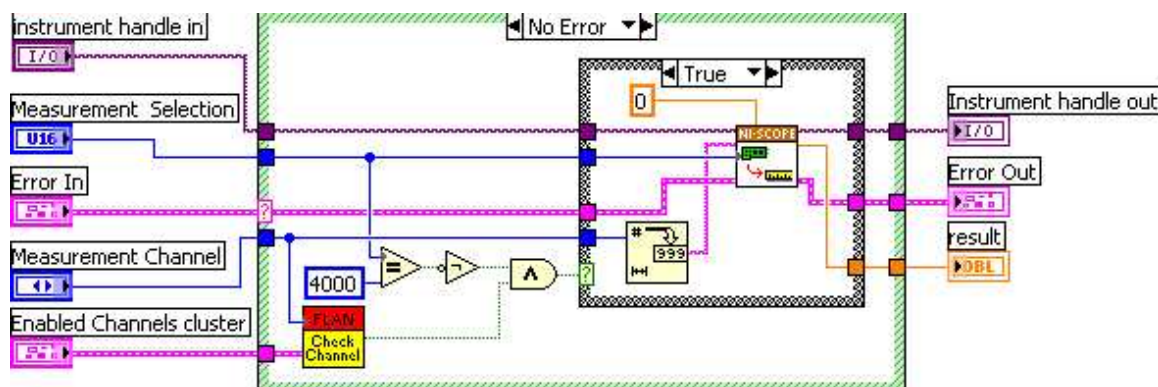 instrument handle in
I/O
No Error
True
0
Measurement Selection
U16
NI-SCOPE
Instrument handle out
I/O
Error In
?
Error Out
Measurement Channel
#
999
result
DBL
4000
=
?
FLAN
Check
Channel
Enabled Channels cluster